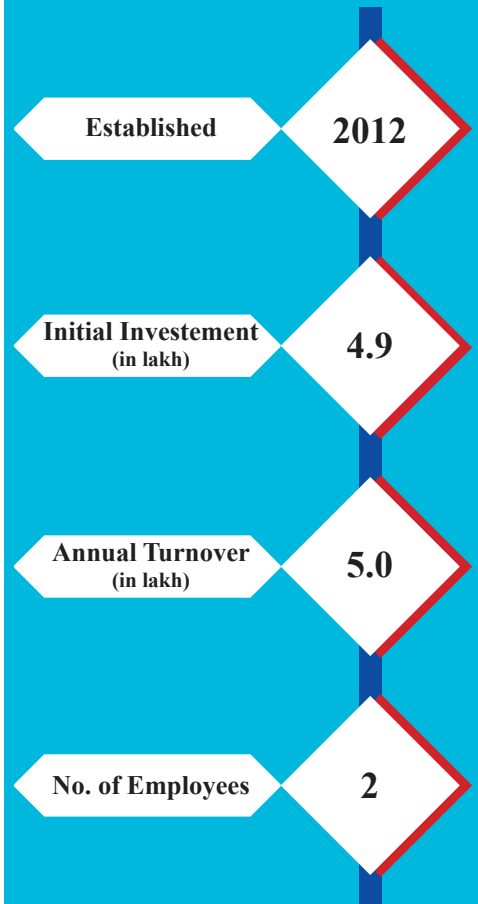 Established
2012
Initial Investement
(in lakh)
4.9
Annual Turnover
(in lakh)
5.0
No. of Employees
2